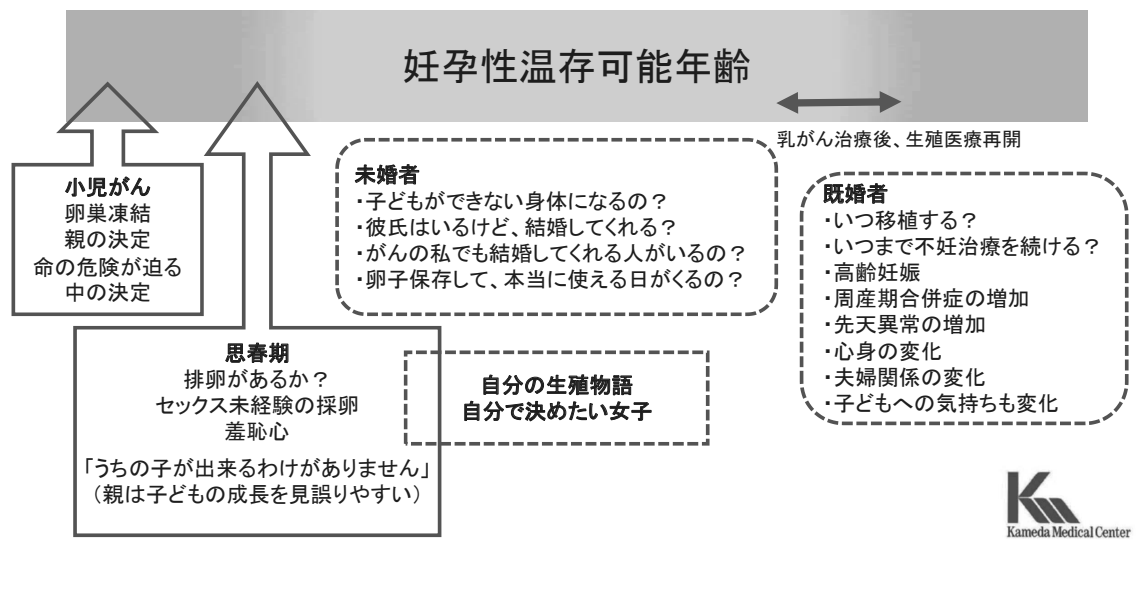 妊孕性温存可能年齢
乳がん治療後、生殖医療再開
小児がん
卵巣凍結
親の決定
命の危険が迫る
中の決定
未婚者
・子どもができない身体になるの？
・彼氏はいるけど、結婚してくれる？
・がんの私でも結婚してくれる人がいるの？
・卵子保存して、本当に使える日がくるの？
既婚者
・いつ移植する？
・いつまで不妊治療を続ける？
・高齢妊娠
・周産期合併症の増加
・先天異常の増加
・心身の変化
・夫婦関係の変化
・子どもへの気持ちも変化
思春期
排卵があるか？
セックス未経験の採卵
羞恥心
「うちの子が出来るわけがありません」
（親は子どもの成長を見誤りやすい）
自分の生殖物語
自分で決めたい女子
Kameda Medical Center